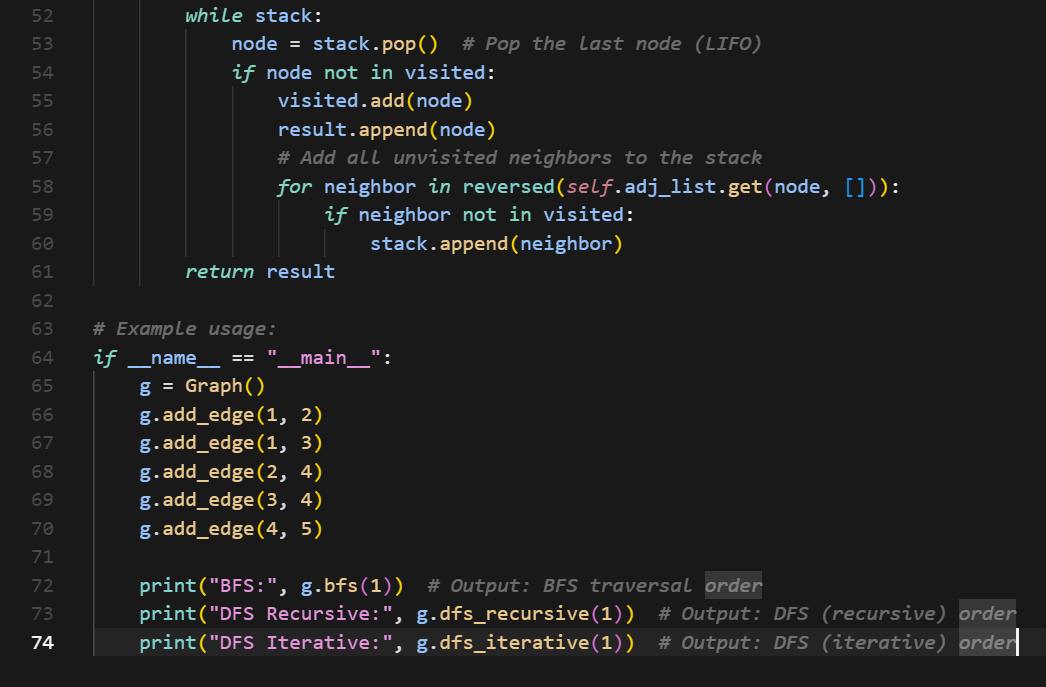 52 while stack:
53 node = stack.pop()  # Pop the last node (LIFO)
54 if node not in visited:
55 visited.add(node)
56 result.append(node)
57 # Add all unvisited neighbors to the stack
58 for neighbor in reversed(self.adj_list.get(node, [])):
59 if neighbor not in visited:
60 stack.append(neighbor)
61 return result
62
63 # Example usage:
64 if __name__ == "__main__":
65 g = Graph()
66 g.add_edge(1, 2)
67 g.add_edge(1, 3)
68 g.add_edge(2, 4)
69 g.add_edge(3, 4)
70 g.add_edge(4, 5)
71
72 print("BFS:", g.bfs(1))  # Output: BFS traversal order
73 print("DFS Recursive:", g.dfs_recursive(1))  # Output: DFS (recursive) order
74 print("DFS Iterative:", g.dfs_iterative(1))  # Output: DFS (iterative) order